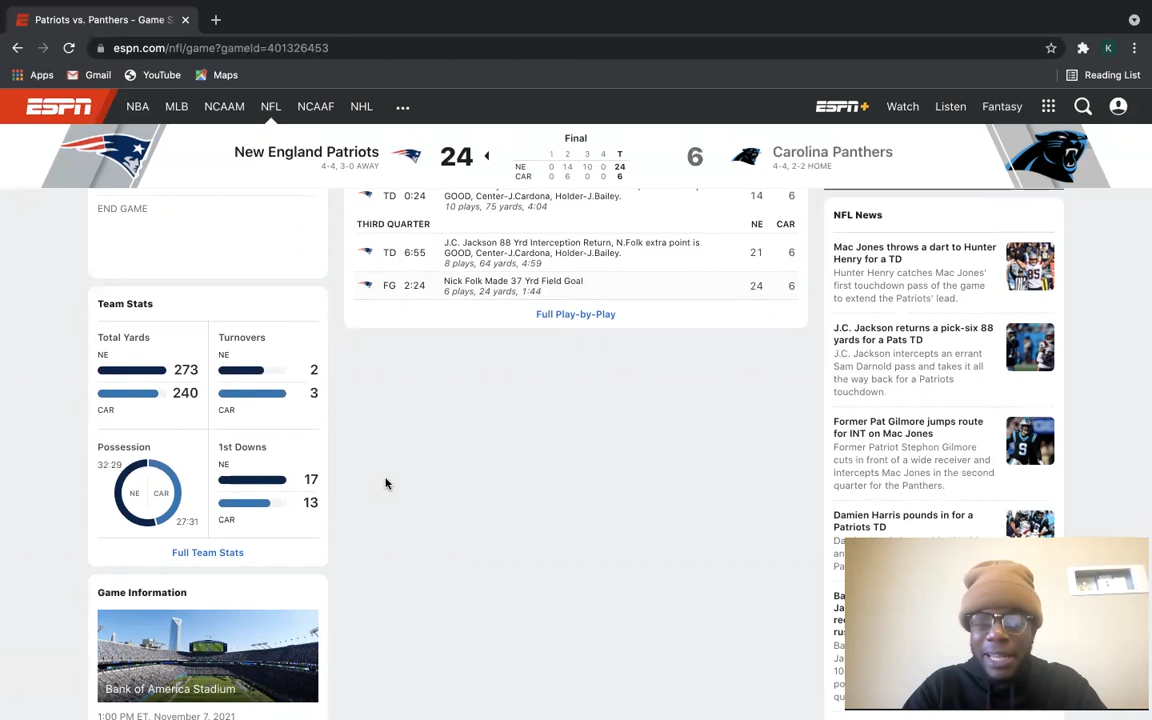 Patriots vs. Panthers - Game S
espn.com/nfl/game?gameId=401326453
K
Apps Gmail YouTube Maps Reading List
ESPN NBA MLB NCAAM NFL NCAAF NHL ESPN+ Watch Listen Fantasy
New England Patriots
4-4, 3-0 AWAY
24
Final
1 2 3 4 T
NE 0 14 10 0 24
CAR 0 6 0 0 6
6
Carolina Panthers
4-4, 2-2 HOME
END GAME
Team Stats
Total Yards
NE
273
240
CAR
Turnovers
NE
2
3
CAR
Possession
32:29
NE CAR
27:31
1st Downs
NE
17
13
CAR
Full Team Stats
Game Information
Bank of America Stadium
1:00 PM ET, November 7, 2021
TD 0:24 GOOD, Center-J.Cardona, Holder-J.Bailey. 14 6
10 plays, 75 yards, 4:04
THIRD QUARTER NE CAR
J.C. Jackson 88 Yrd Interception Return, N.Folk extra point is
TD 6:55 GOOD, Center-J.Cardona, Holder-J.Bailey. 21 6
8 plays, 64 yards, 4:59
FG 2:24 Nick Folk Made 37 Yrd Field Goal 24 6
6 plays, 24 yards, 1:44
Full Play-by-Play
NFL News
Mac Jones throws a dart to Hunter
Henry for a TD
Hunter Henry catches Mac Jones'
first touchdown pass of the game
to extend the Patriots' lead.
J.C. Jackson returns a pick-six 88
yards for a Pats TD
J.C. Jackson intercepts an errant
Sam Darnold pass and takes it all
the way back for a Patriots
touchdown.
Former Pat Gilmore jumps route
for INT on Mac Jones
Former Patriot Stephon Gilmore
cuts in front of a wide receiver and
intercepts Mac Jones in the second
quarter for the Panthers.
Damien Harris pounds in for a
Patriots TD